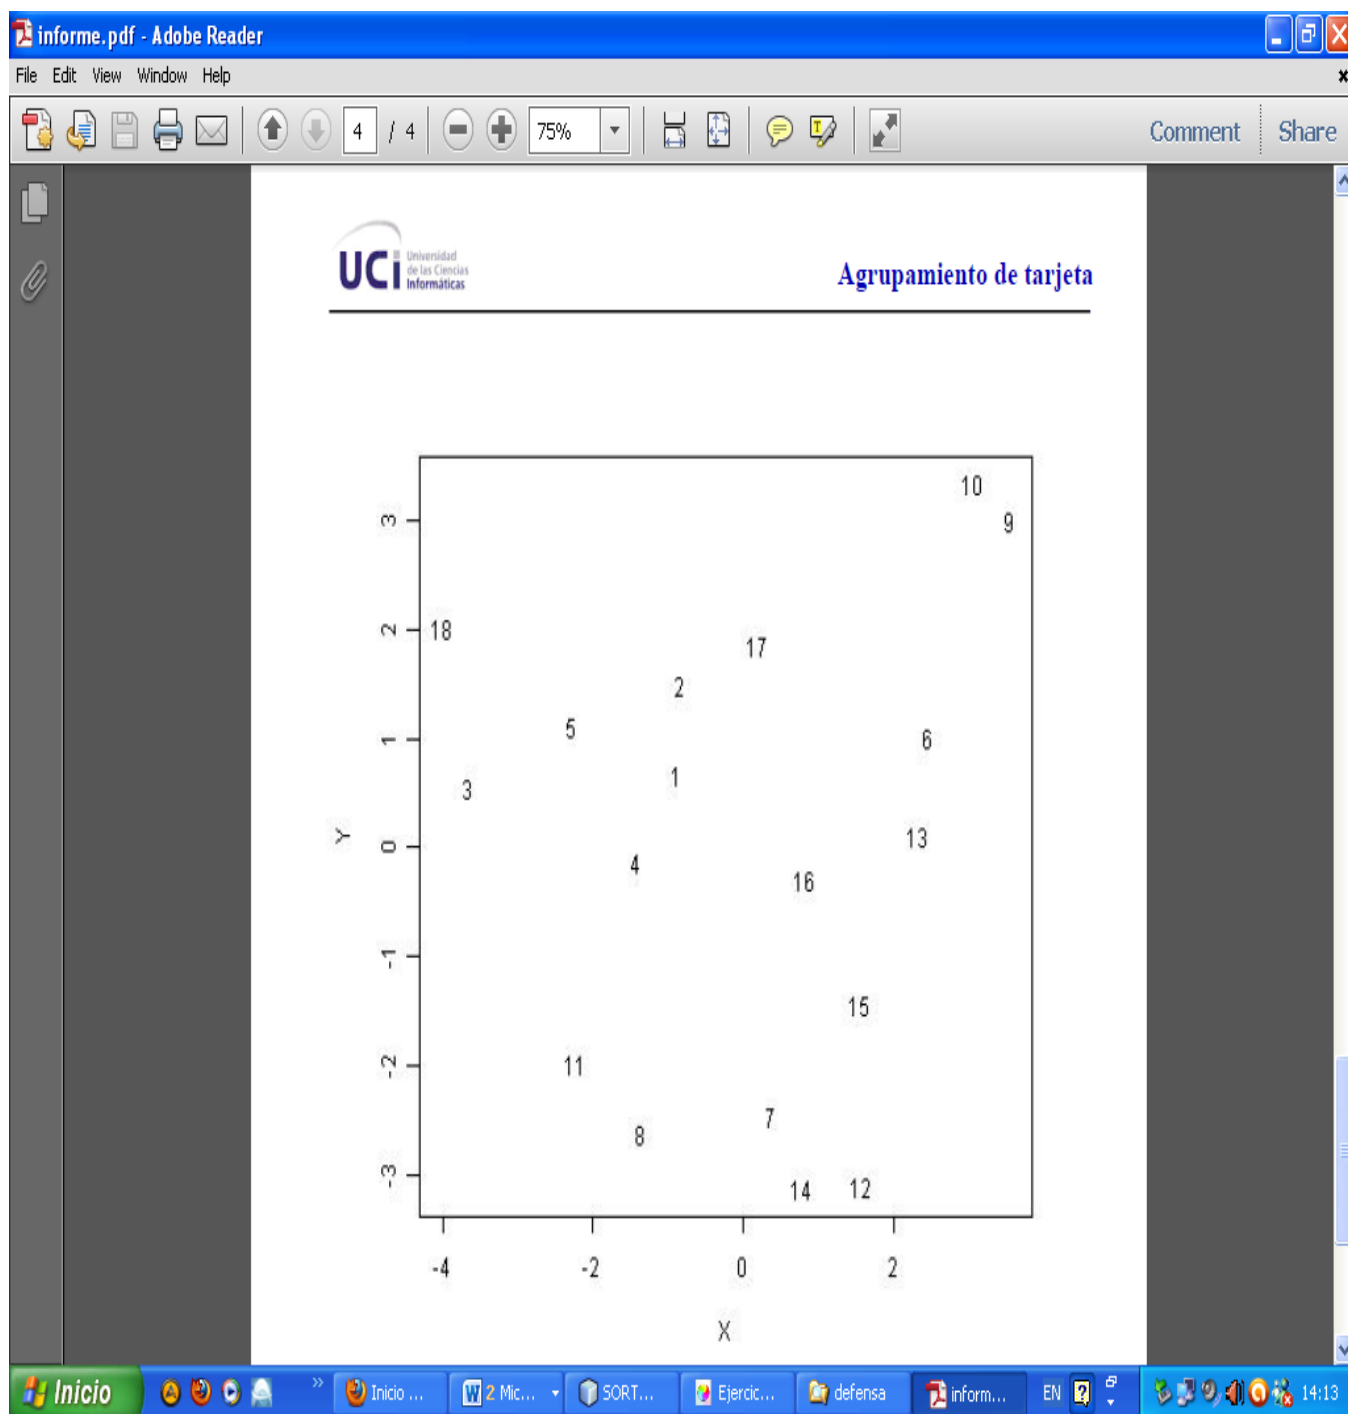 informe.pdf - Adobe Reader
File Edit View Window Help
4 / 4 75% Comment Share
UCi Universidad de las Ciencias Informáticas
Agrupamiento de tarjeta
10
3 9
2 18
17
2
5
1 6
1
3
Y
0 13
4
16
-1
15
-2 11
7
8
-3 14 12
-4 -2 0 2
X
Inicio » Inicio ... 2 Mic... SORT... Ejercic... defensa inform... EN 14:13